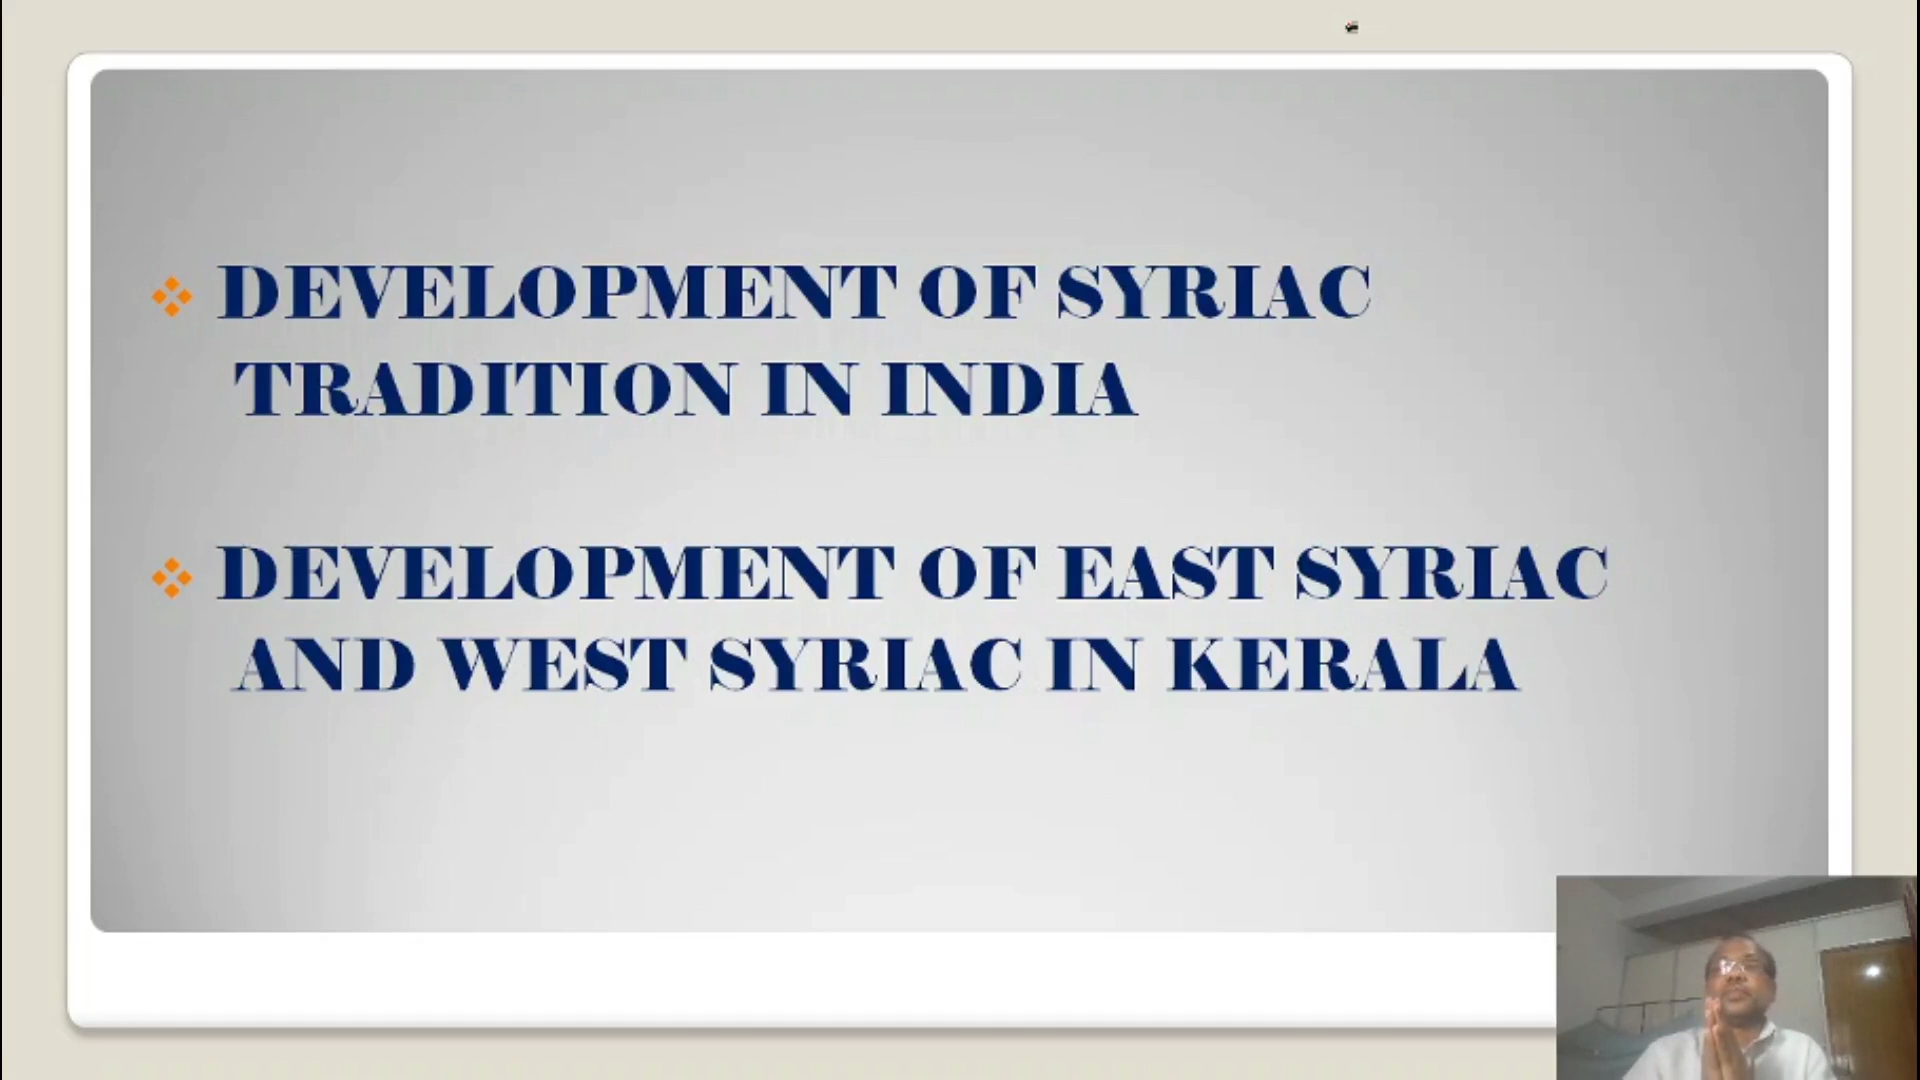 DEVELOPMENT OF SYRIAC
TRADITION IN INDIA
DEVELOPMENT OF EAST SYRIAC
AND WEST SYRIAC IN KERALA